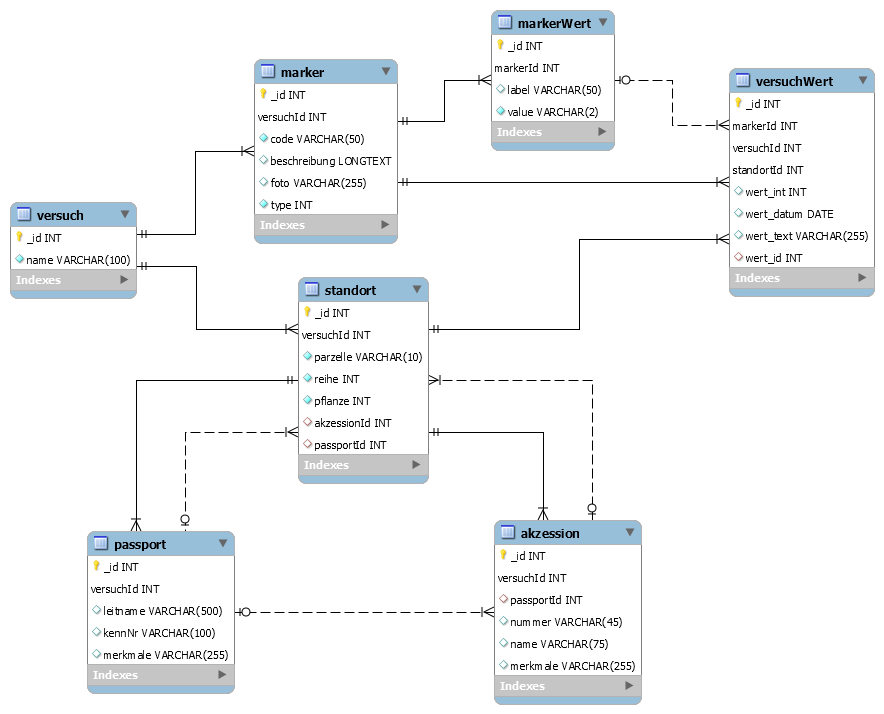 markerWert
_id INT
markerId INT
label VARCHAR(50)
value VARCHAR(2)
Indexes
marker
_id INT
versuchId INT
code VARCHAR(50)
beschreibung LONGTEXT
foto VARCHAR(255)
type INT
Indexes
versuchWert
_id INT
markerId INT
versuchId INT
standortId INT
wert_int INT
wert_datum DATE
wert_text VARCHAR(255)
wert_id INT
Indexes
versuch
_id INT
name VARCHAR(100)
Indexes
standort
_id INT
versuchId INT
parzelle VARCHAR(10)
reihe INT
pflanze INT
akzessionId INT
passportId INT
Indexes
passport
_id INT
versuchId INT
leitname VARCHAR(500)
kennNr VARCHAR(100)
merkmale VARCHAR(255)
Indexes
akzession
_id INT
versuchId INT
passportId INT
nummer VARCHAR(45)
name VARCHAR(75)
merkmale VARCHAR(255)
Indexes